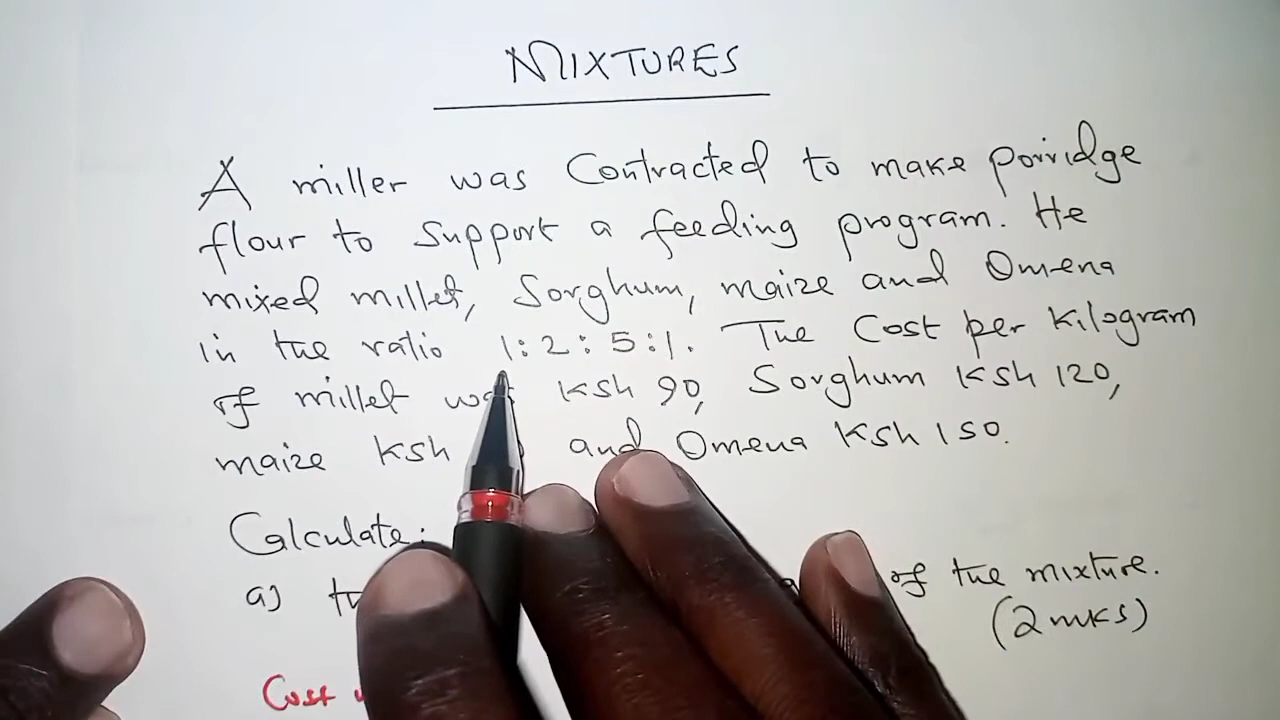 MIXTURES
A miller was Contracted to make porridge
flour to support a feeding program. He
mixed millet, Sorghum, maize and Omena
in the ratio 1:2:5:1. The Cost per kilogram
of millet was Ksh 90, Sorghum Ksh 120,
maize Ksh and Omena Ksh 150.
Calculate:
a) of the mixture.
(2 mks)
Cost